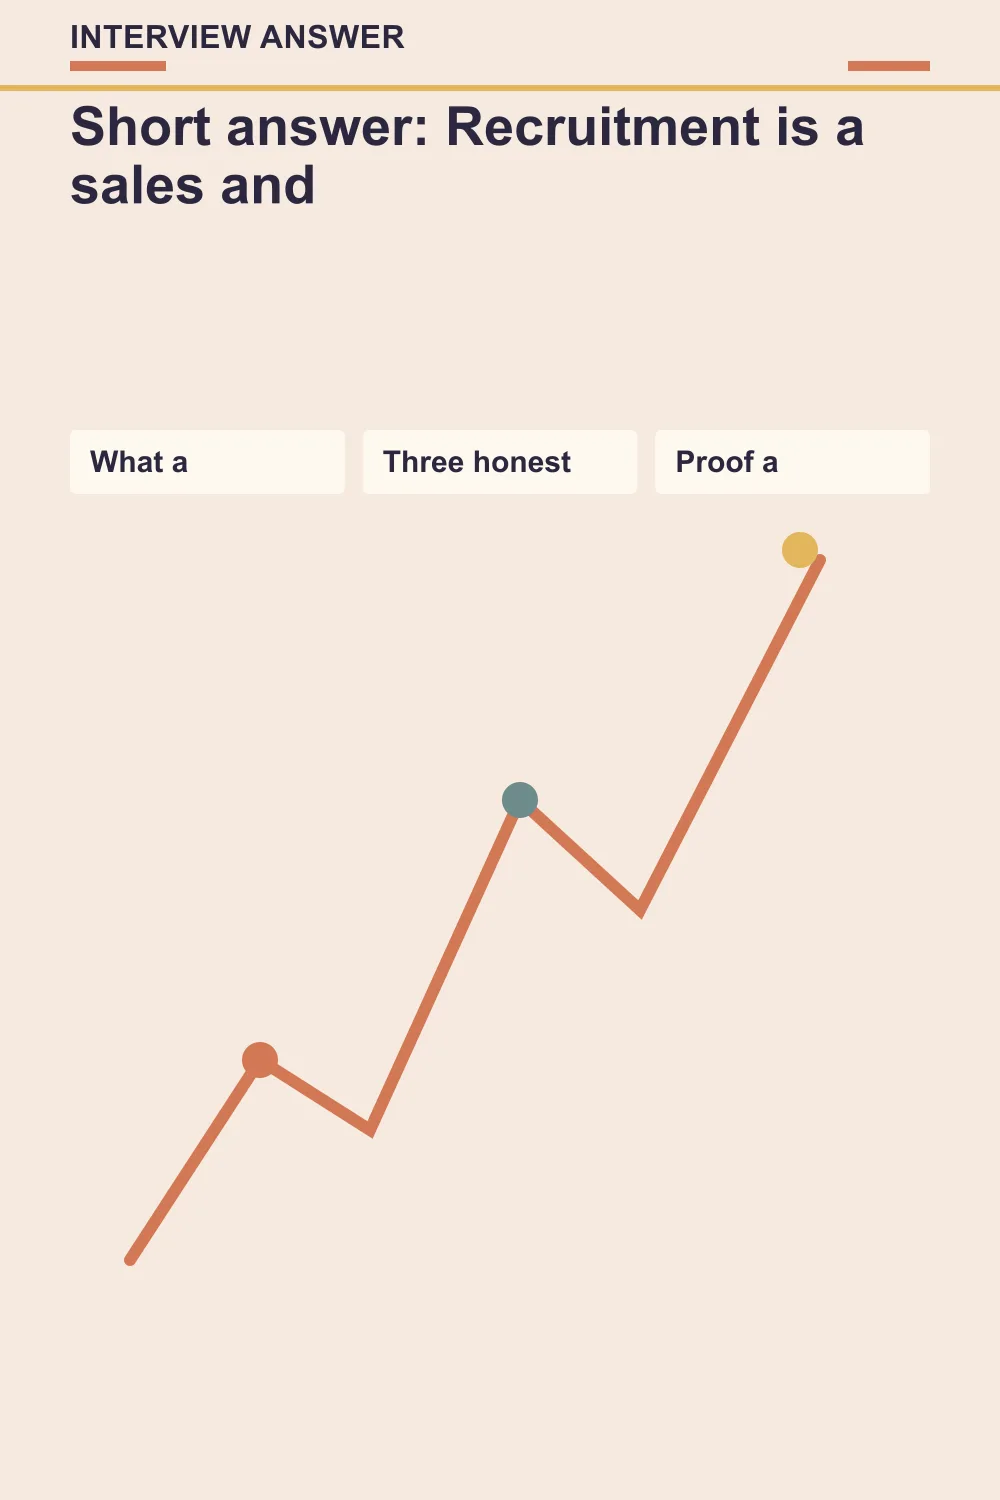 INTERVIEW ANSWER
Short answer: Recruitment is a
sales and
What a
Three honest
Proof a